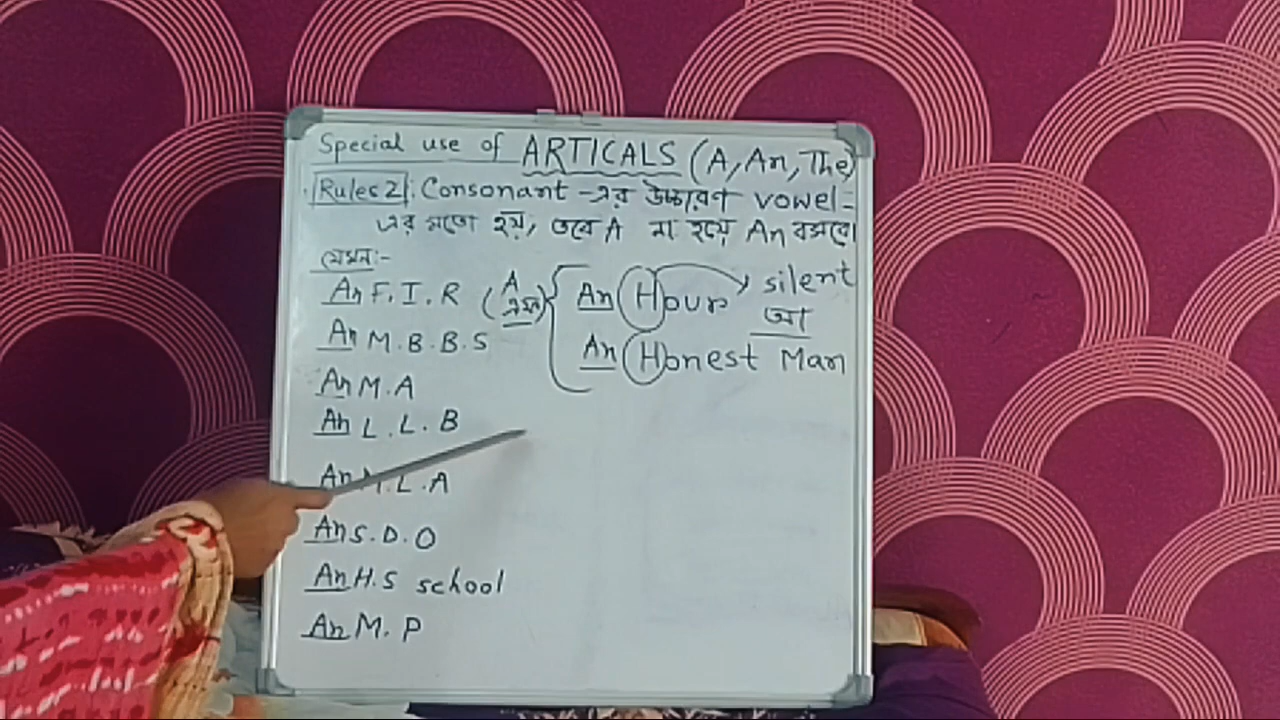 Special use of ARTICALS (A, An, The)
Rules 2: Consonant -এর উচ্চারণ vowel-
এর মতো হয়, তবে A না হয়ে An বসবে।
যেমন:-
An F. I. R (A এফ)
An M. B. B. S
An M. A
An L. L. B
An M. L. A
An S. D. O
An H. S school
An M. P
An Hour silent
আ
An Honest Man